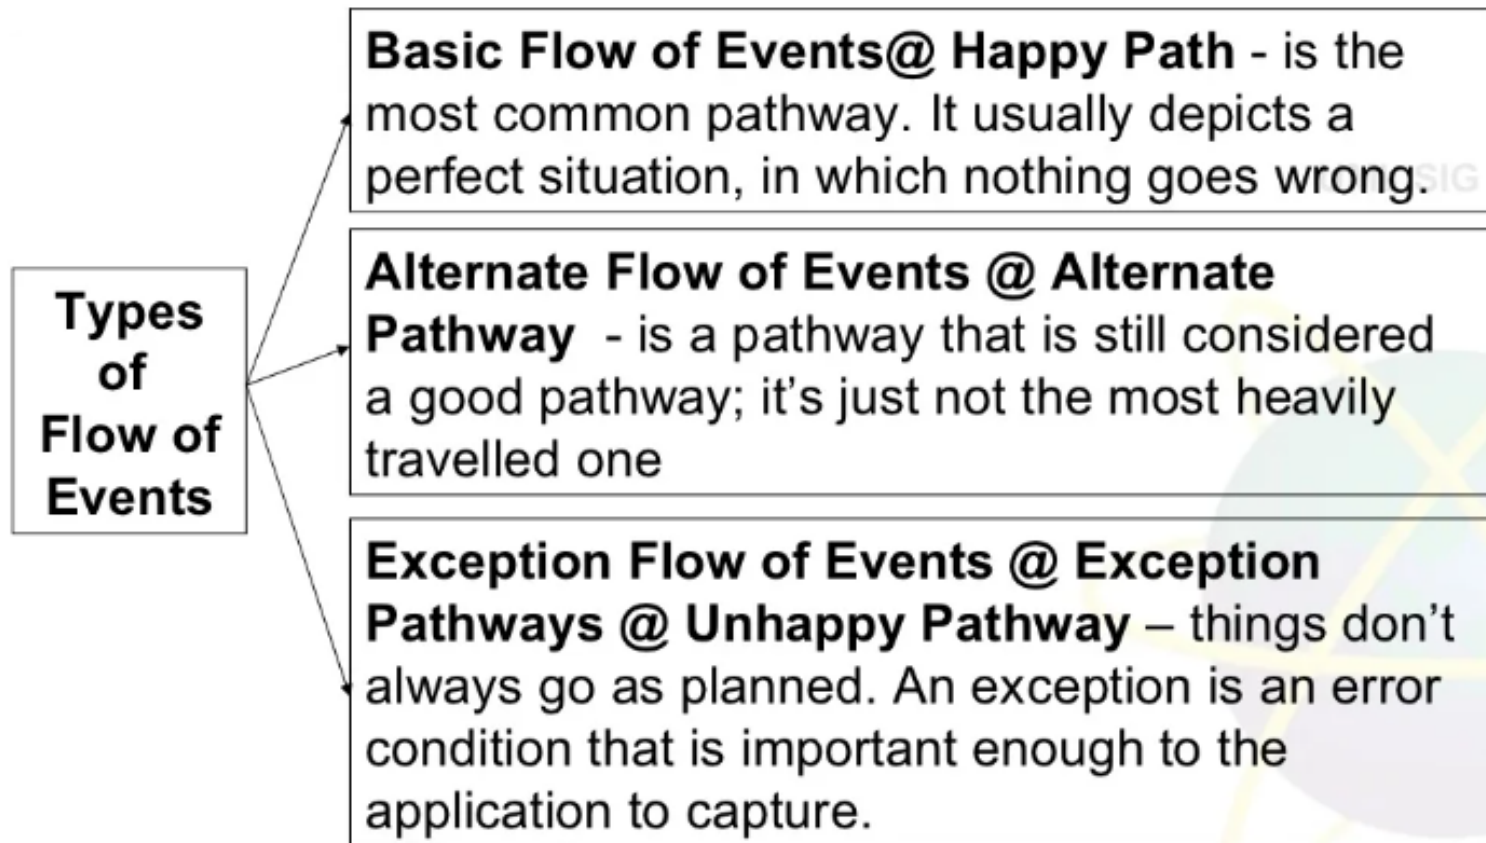 Types
of
Flow of
Events
Basic Flow of Events@ Happy Path - is the
most common pathway. It usually depicts a
perfect situation, in which nothing goes wrong.
Alternate Flow of Events @ Alternate
Pathway - is a pathway that is still considered
a good pathway; it’s just not the most heavily
travelled one
Exception Flow of Events @ Exception
Pathways @ Unhappy Pathway – things don’t
always go as planned. An exception is an error
condition that is important enough to the
application to capture.